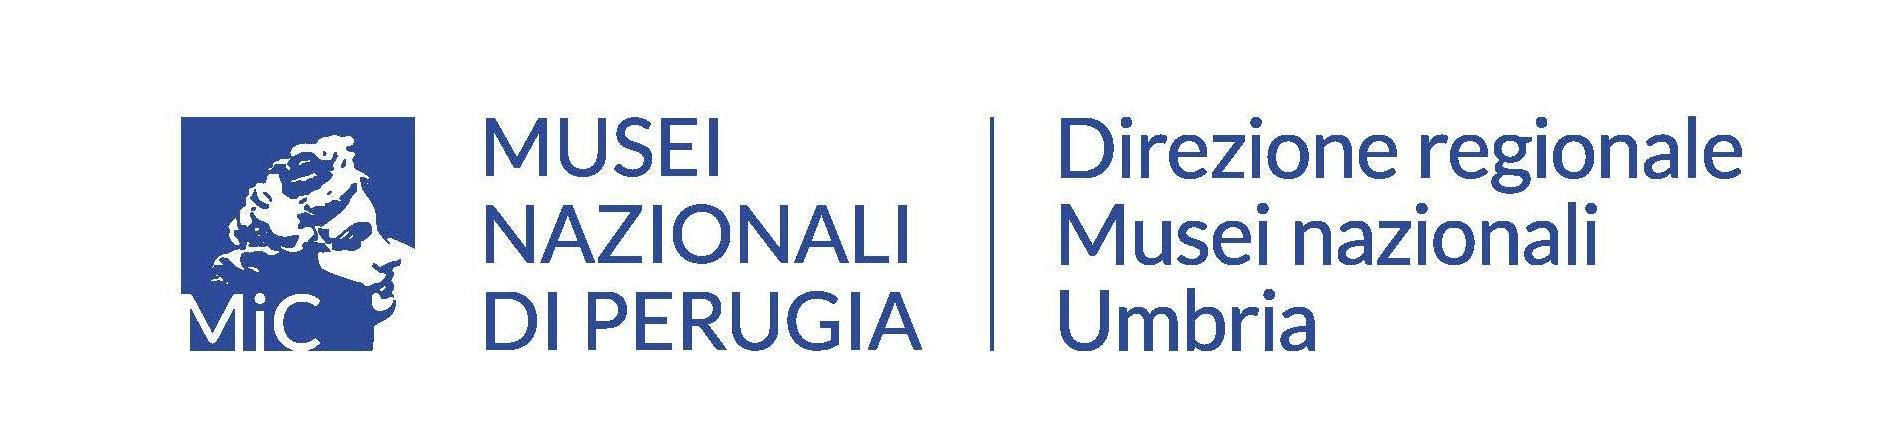 MiC
MUSEI
NAZIONALI
DI PERUGIA
Direzione regionale
Musei nazionali
Umbria